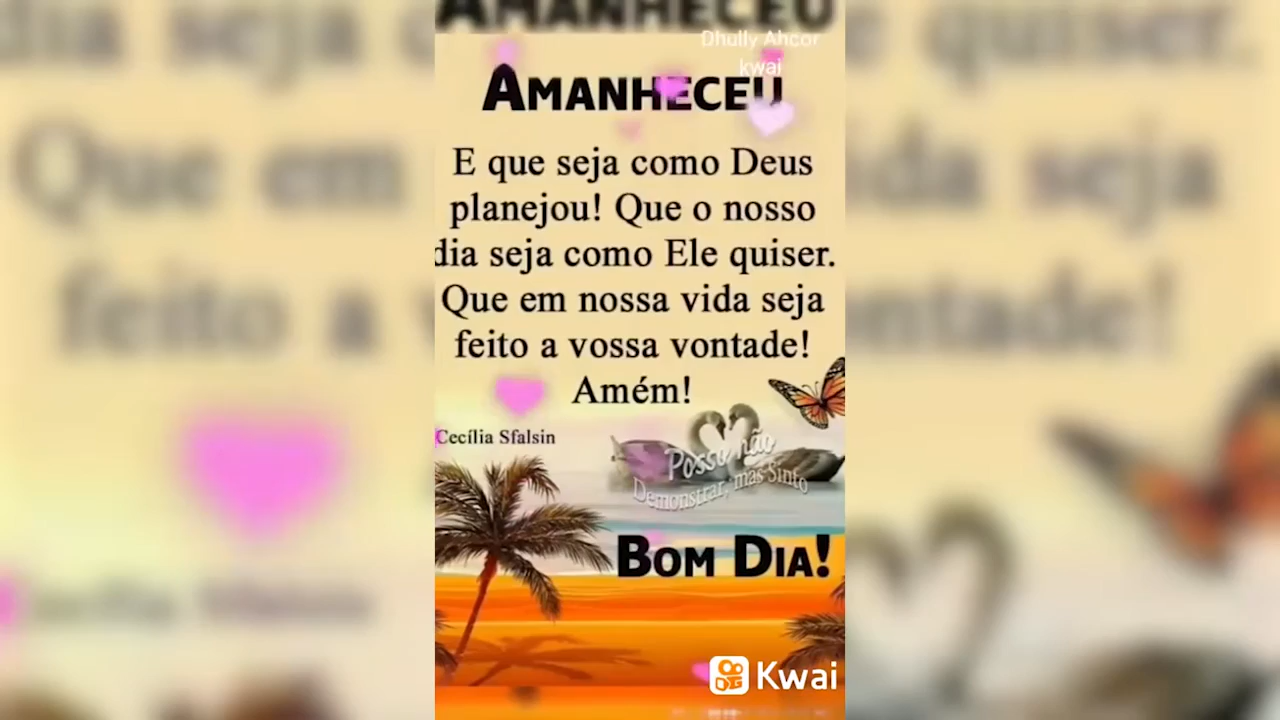 AMANHECEU
Dhully Ahcor
kwai
AMANHECEU
E que seja como Deus
planejou! Que o nosso
dia seja como Ele quiser.
Que em nossa vida seja
feito a vossa vontade!
Amém!
Cecília Sfalsin
Posso não
Demonstrar, mas Sinto
BOM DIA!
Kwai